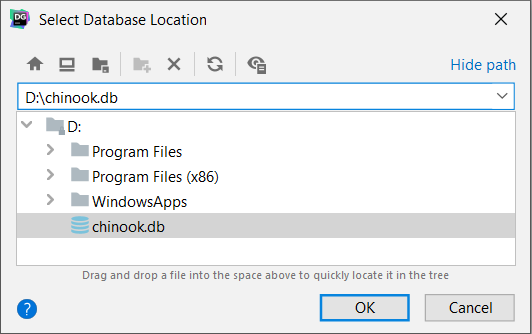 DG
Select Database Location
Hide path
D:\chinook.db
D:
Program Files
Program Files (x86)
WindowsApps
chinook.db
Drag and drop a file into the space above to quickly locate it in the tree
?
OK
Cancel